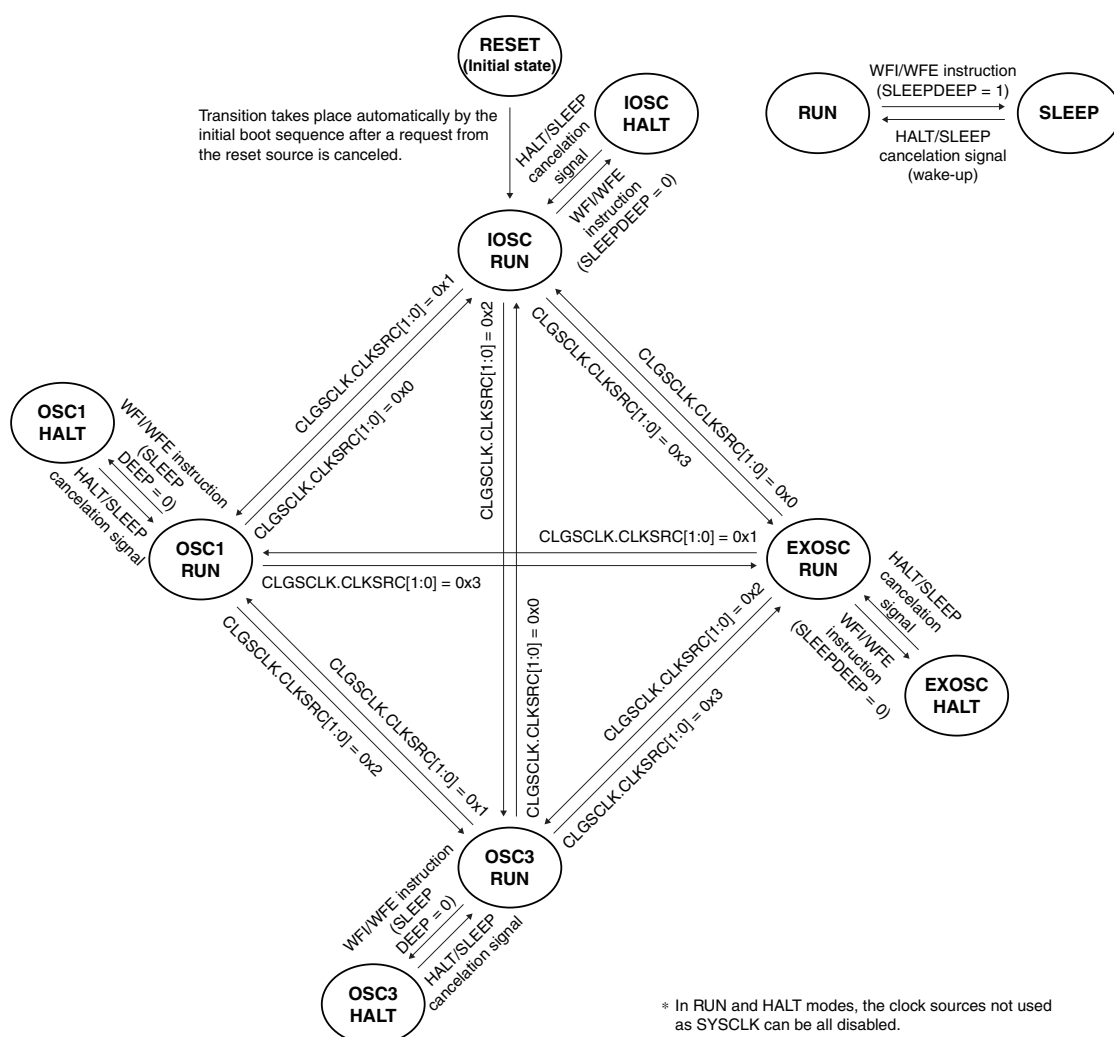 RESET
(Initial state)
Transition takes place automatically by the
initial boot sequence after a request from
the reset source is canceled.
IOSC
HALT
HALT/SLEEP
cancelation
signal
WFI/WFE
instruction
(SLEEPDEEP = 0)
RUN
WFI/WFE instruction
(SLEEPDEEP = 1)
HALT/SLEEP
cancelation signal
(wake-up)
SLEEP
IOSC
RUN
CLGSCLK.CLKSRC[1:0] = 0x1
CLGSCLK.CLKSRC[1:0] = 0x0
CLGSCLK.CLKSRC[1:0] = 0x2
CLGSCLK.CLKSRC[1:0] = 0x0
CLGSCLK.CLKSRC[1:0] = 0x3
CLGSCLK.CLKSRC[1:0] = 0x0
OSC1
HALT
WFI/WFE instruction
(SLEEP
DEEP = 0)
HALT/SLEEP
cancelation signal
OSC1
RUN
CLGSCLK.CLKSRC[1:0] = 0x1
CLGSCLK.CLKSRC[1:0] = 0x3
EXOSC
RUN
HALT/SLEEP
cancelation
signal
WFI/WFE
instruction
(SLEEPDEEP = 0)
EXOSC
HALT
CLGSCLK.CLKSRC[1:0] = 0x1
CLGSCLK.CLKSRC[1:0] = 0x2
CLGSCLK.CLKSRC[1:0] = 0x2
CLGSCLK.CLKSRC[1:0] = 0x3
OSC3
RUN
WFI/WFE instruction
(SLEEP
DEEP = 0)
HALT/SLEEP
cancelation signal
OSC3
HALT
* In RUN and HALT modes, the clock sources not used
as SYSCLK can be all disabled.